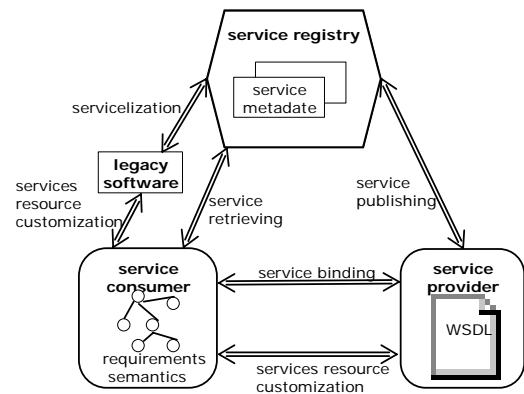 service registry
service
metadate
servicelization
legacy
software
services
resource
customization
service
retrieving
service
publishing
service
consumer
requirements
semantics
service binding
services resource
customization
service
provider
WSDL